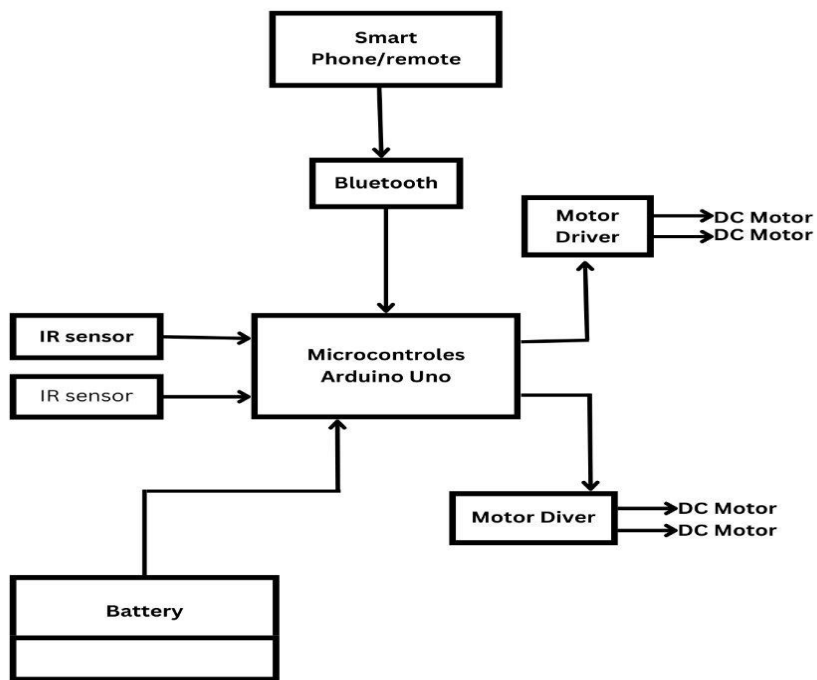 Smart
Phone/remote
Bluetooth
Motor
Driver
DC Motor
DC Motor
IR sensor
IR sensor
Microcontroles
Arduino Uno
Motor Diver
DC Motor
DC Motor
Battery